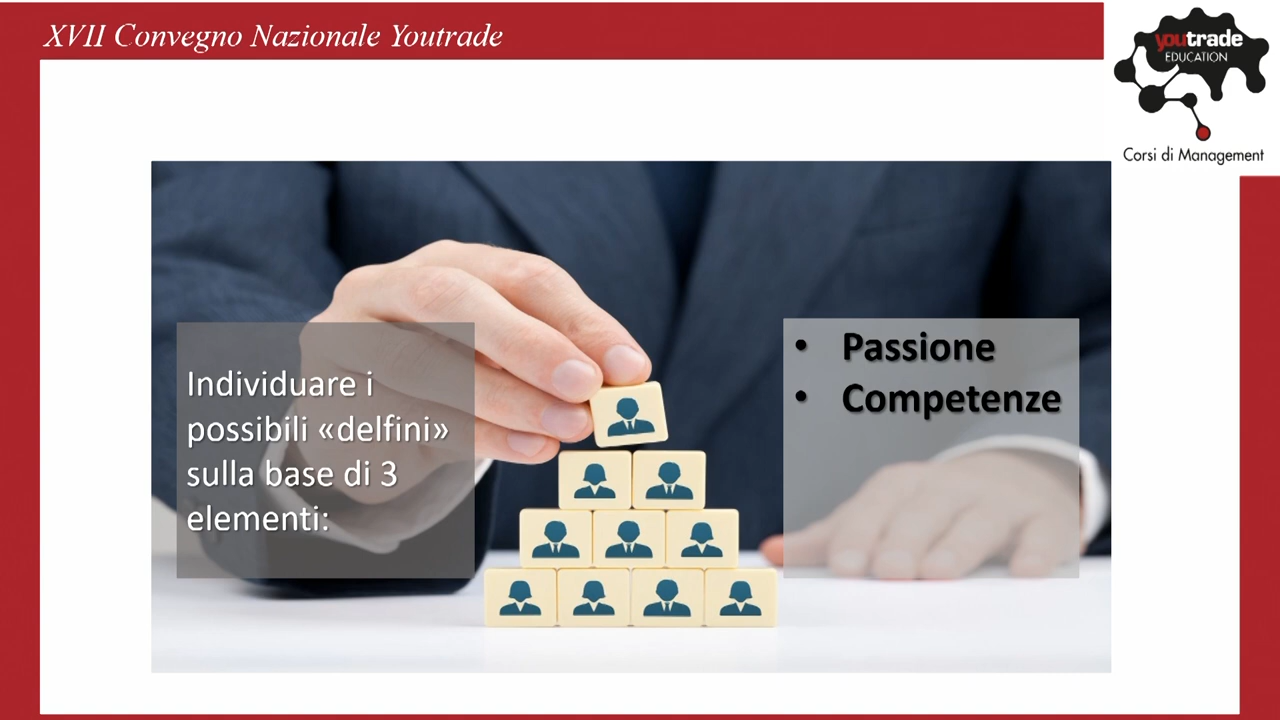 XVII Convegno Nazionale Youtrade
youtrade
EDUCATION
Corsi di Management
Individuare i
possibili «delfini»
sulla base di 3
elementi:
• Passione
• Competenze